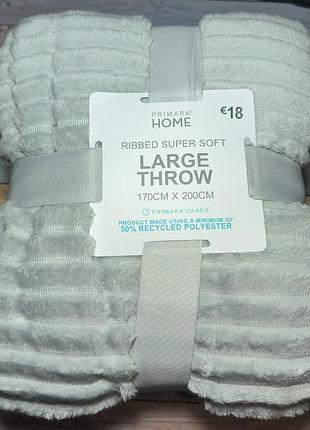 PRIMARK®
HOME
€18
RIBBED SUPER SOFT
LARGE
THROW
170CM X 200CM
PRIMARK CARES
PRODUCT MADE USING A MINIMUM OF
50% RECYCLED POLYESTER